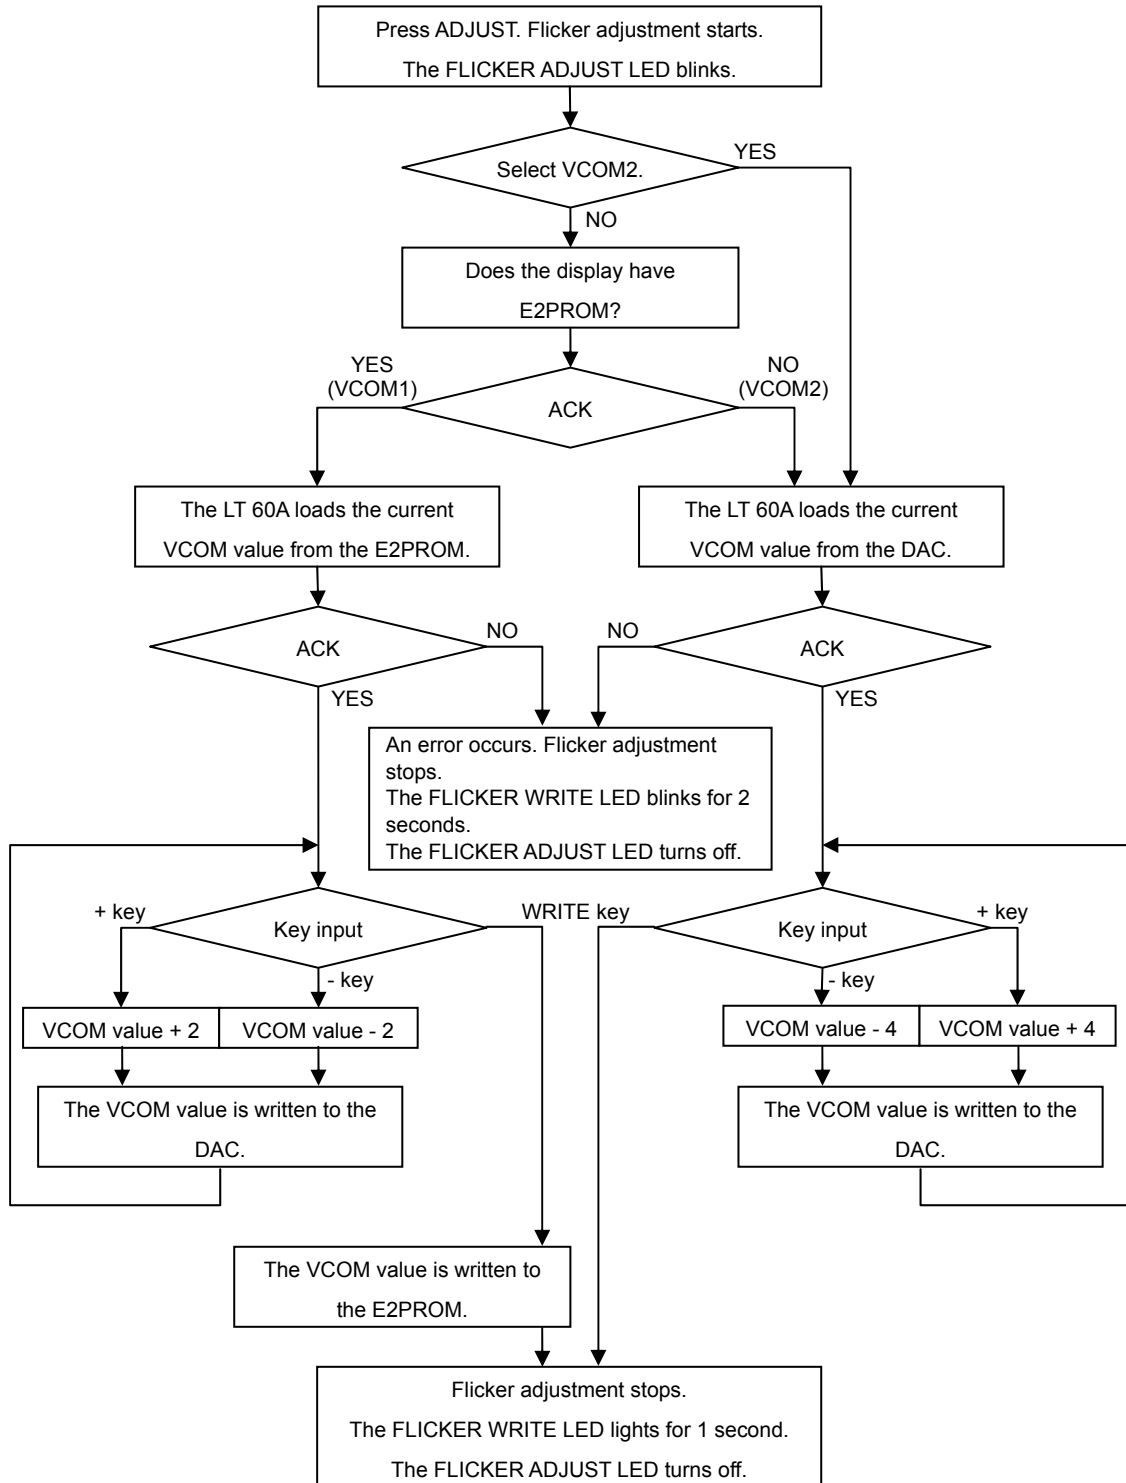 Press ADJUST. Flicker adjustment starts.
The FLICKER ADJUST LED blinks.
Select VCOM2.
YES
NO
Does the display have
E2PROM?
YES
(VCOM1)
NO
(VCOM2)
ACK
The LT 60A loads the current
VCOM value from the E2PROM.
The LT 60A loads the current
VCOM value from the DAC.
ACK
NO
NO
ACK
YES
YES
An error occurs. Flicker adjustment
stops.
The FLICKER WRITE LED blinks for 2
seconds.
The FLICKER ADJUST LED turns off.
+ key
Key input
WRITE key
Key input
+ key
- key
- key
VCOM value + 2
VCOM value - 2
VCOM value - 4
VCOM value + 4
The VCOM value is written to the
DAC.
The VCOM value is written to the
DAC.
The VCOM value is written to
the E2PROM.
Flicker adjustment stops.
The FLICKER WRITE LED lights for 1 second.
The FLICKER ADJUST LED turns off.